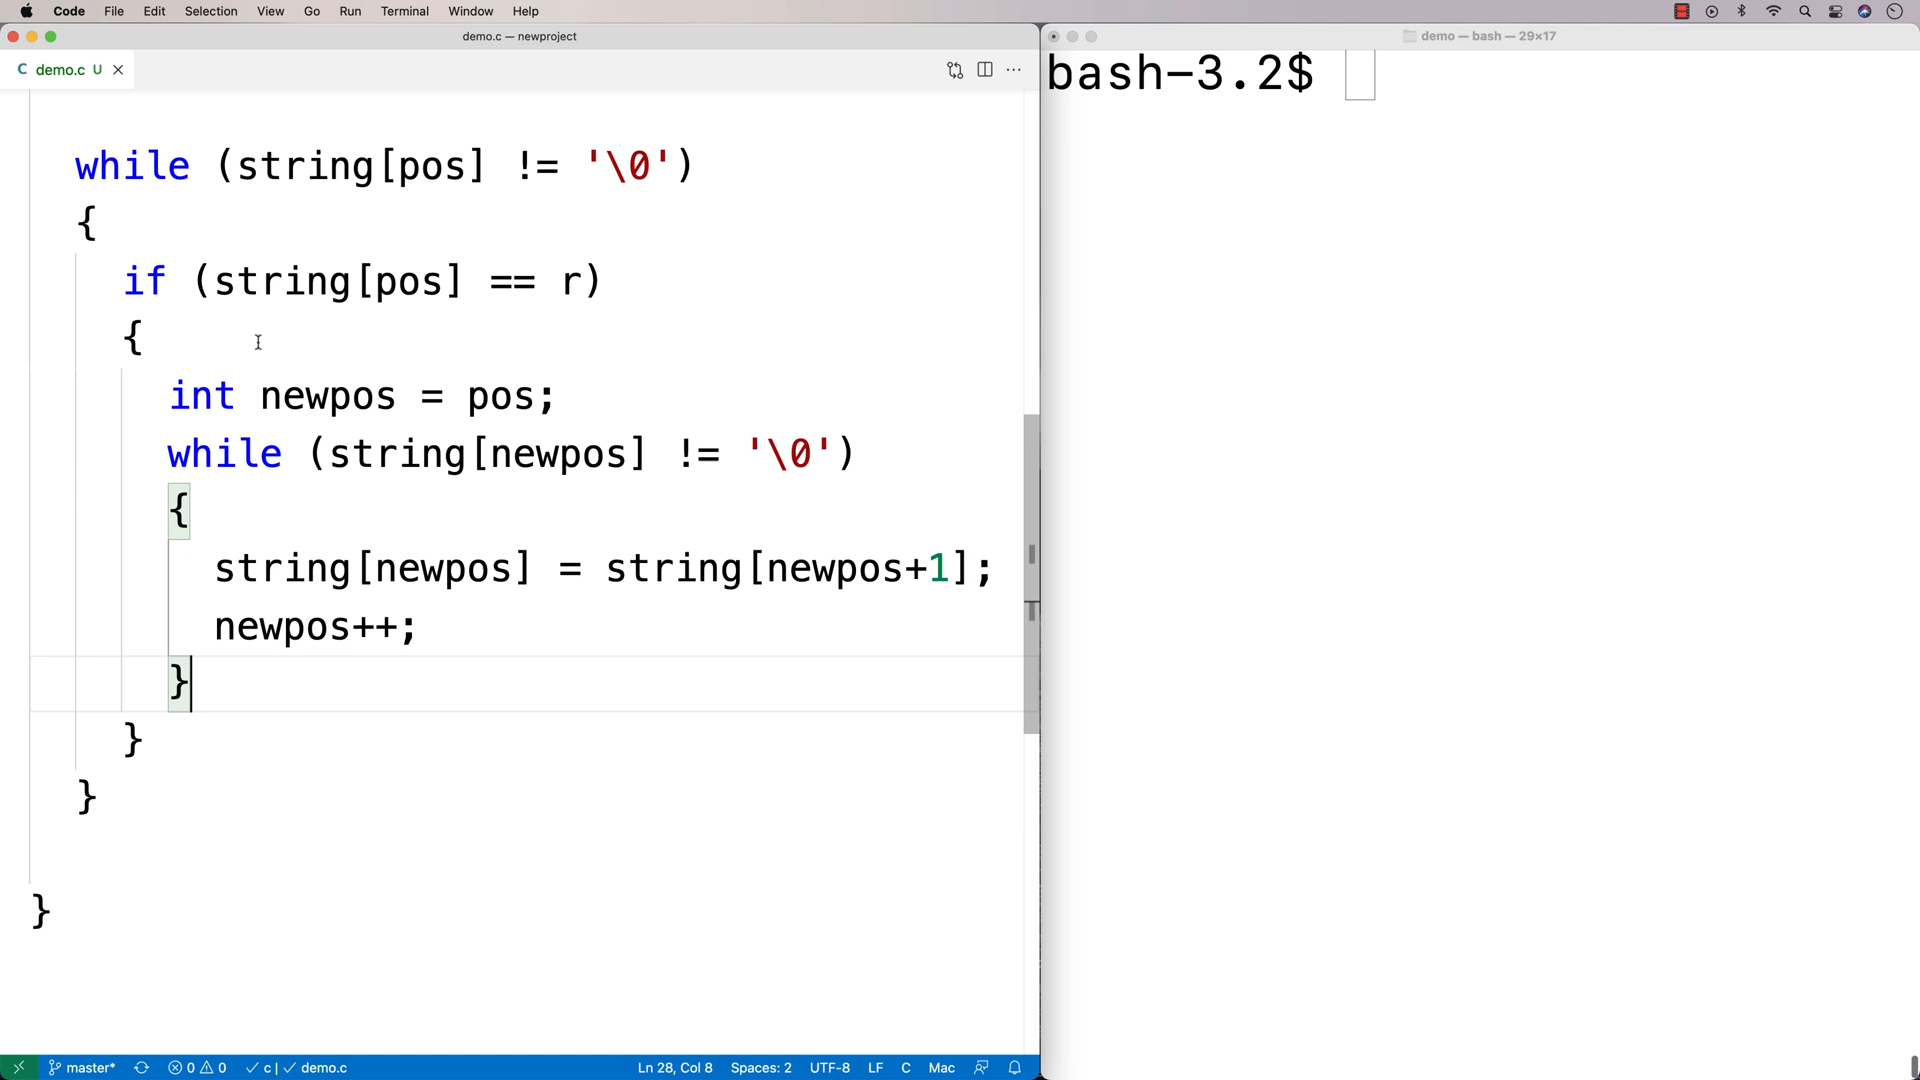 Code File Edit Selection View Go Run Terminal Window Help
demo.c — newproject
demo — bash — 29×17
C demo.c U
bash-3.2$
while (string[pos] != '\0')
{
if (string[pos] == r)
{
int newpos = pos;
while (string[newpos] != '\0')
{
string[newpos] = string[newpos+1];
newpos++;
}
}
}
}
master* 0 0 c | demo.c Ln 28, Col 8 Spaces: 2 UTF-8 LF C Mac